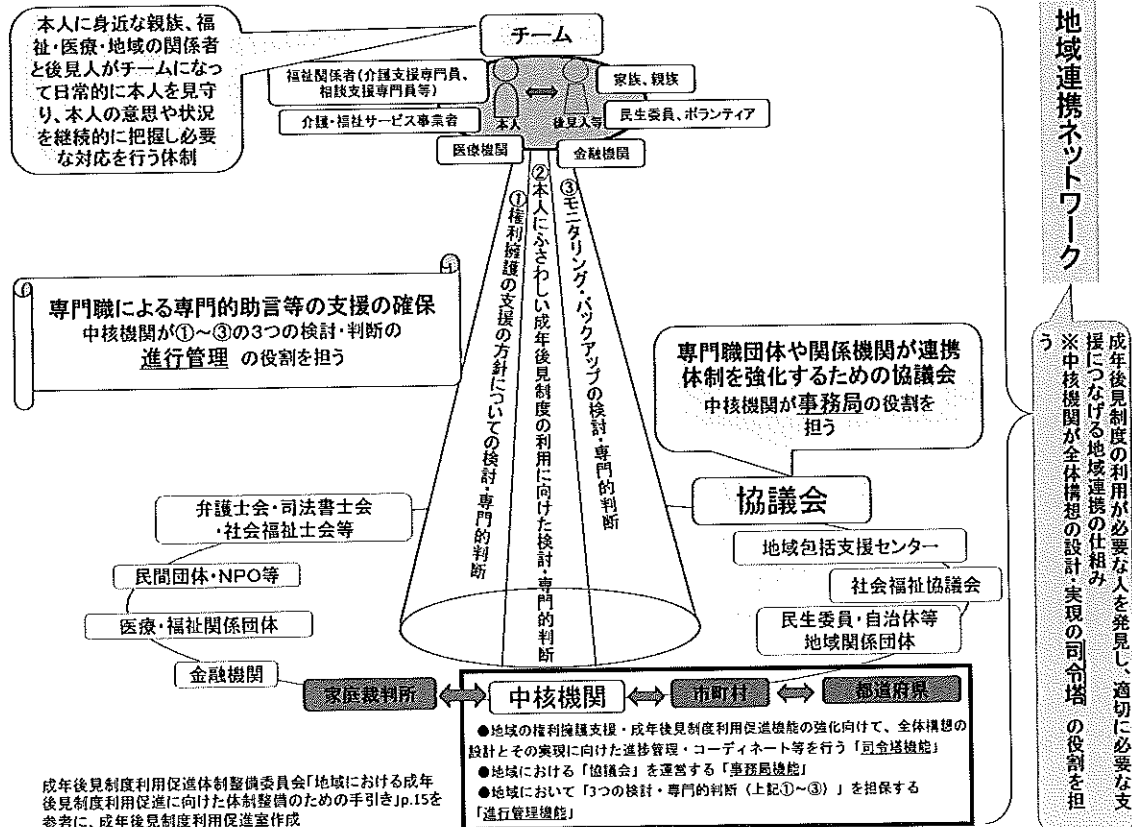 本人に身近な親族、福
祉・医療・地域の関係者
と後見人がチームになっ
て日常的に本人を見守
り、本人の意思や状況
を継続的に把握し必要
な対応を行う体制
チーム
福祉関係者(介護支援専門員、
相談支援専門員等)
家族、親族
介護・福祉サービス事業者
本人
後見人等
民生委員、ボランティア
医療機関
金融機関
①権利擁護の支援の方針についての検討・専門的判断
②本人にふさわしい成年後見制度の利用に向けた検討・専門的判断
③モニタリング・バックアップの検討・専門的判断
専門職による専門的助言等の支援の確保
中核機関が①～③の3つの検討・判断の
進行管理 の役割を担う
専門職団体や関係機関が連携
体制を強化するための協議会
中核機関が事務局の役割を
担う
協議会
弁護士会・司法書士会
・社会福祉士会等
民間団体・NPO等
医療・福祉関係団体
金融機関
地域包括支援センター
社会福祉協議会
民生委員・自治体等
地域関係団体
家庭裁判所
中核機関
市町村
都道府県
●地域の権利擁護支援・成年後見制度利用促進機能の強化向けて、全体構想の
設計とその実現に向けた進捗管理・コーディネート等を行う「司令塔機能」
●地域における「協議会」を運営する「事務局機能」
●地域において「3つの検討・専門的判断(上記①～③)」を担保する
「進行管理機能」
成年後見制度利用促進体制整備委員会「地域における成年
後見制度利用促進に向けた体制整備のための手引き」p.15を
参考に、成年後見制度利用促進室作成
地域連携ネットワーク
成年後見制度の利用が必要な人を発見し、適切に必要な支
援につなげる地域連携の仕組み
※中核機関が全体構想の設計・実現の司令塔 の役割を担
う